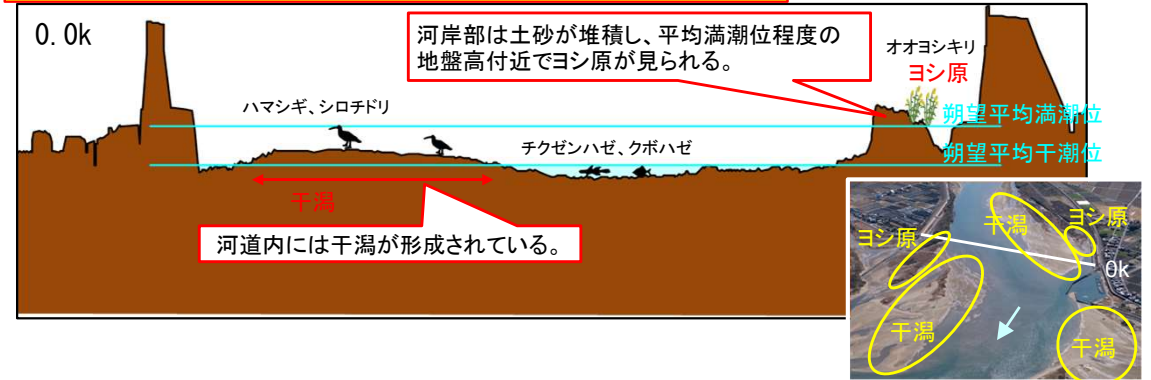 0.0k
河岸部は土砂が堆積し、平均満潮位程度の
地盤高付近でヨシ原が見られる。
オオヨシキリ
ヨシ原
ハマシギ、シロチドリ
朔望平均満潮位
チクゼンハゼ、クボハゼ
朔望平均干潮位
干潟
河道内には干潟が形成されている。
干潟
ヨシ原
ヨシ原
0k
干潟
干潟